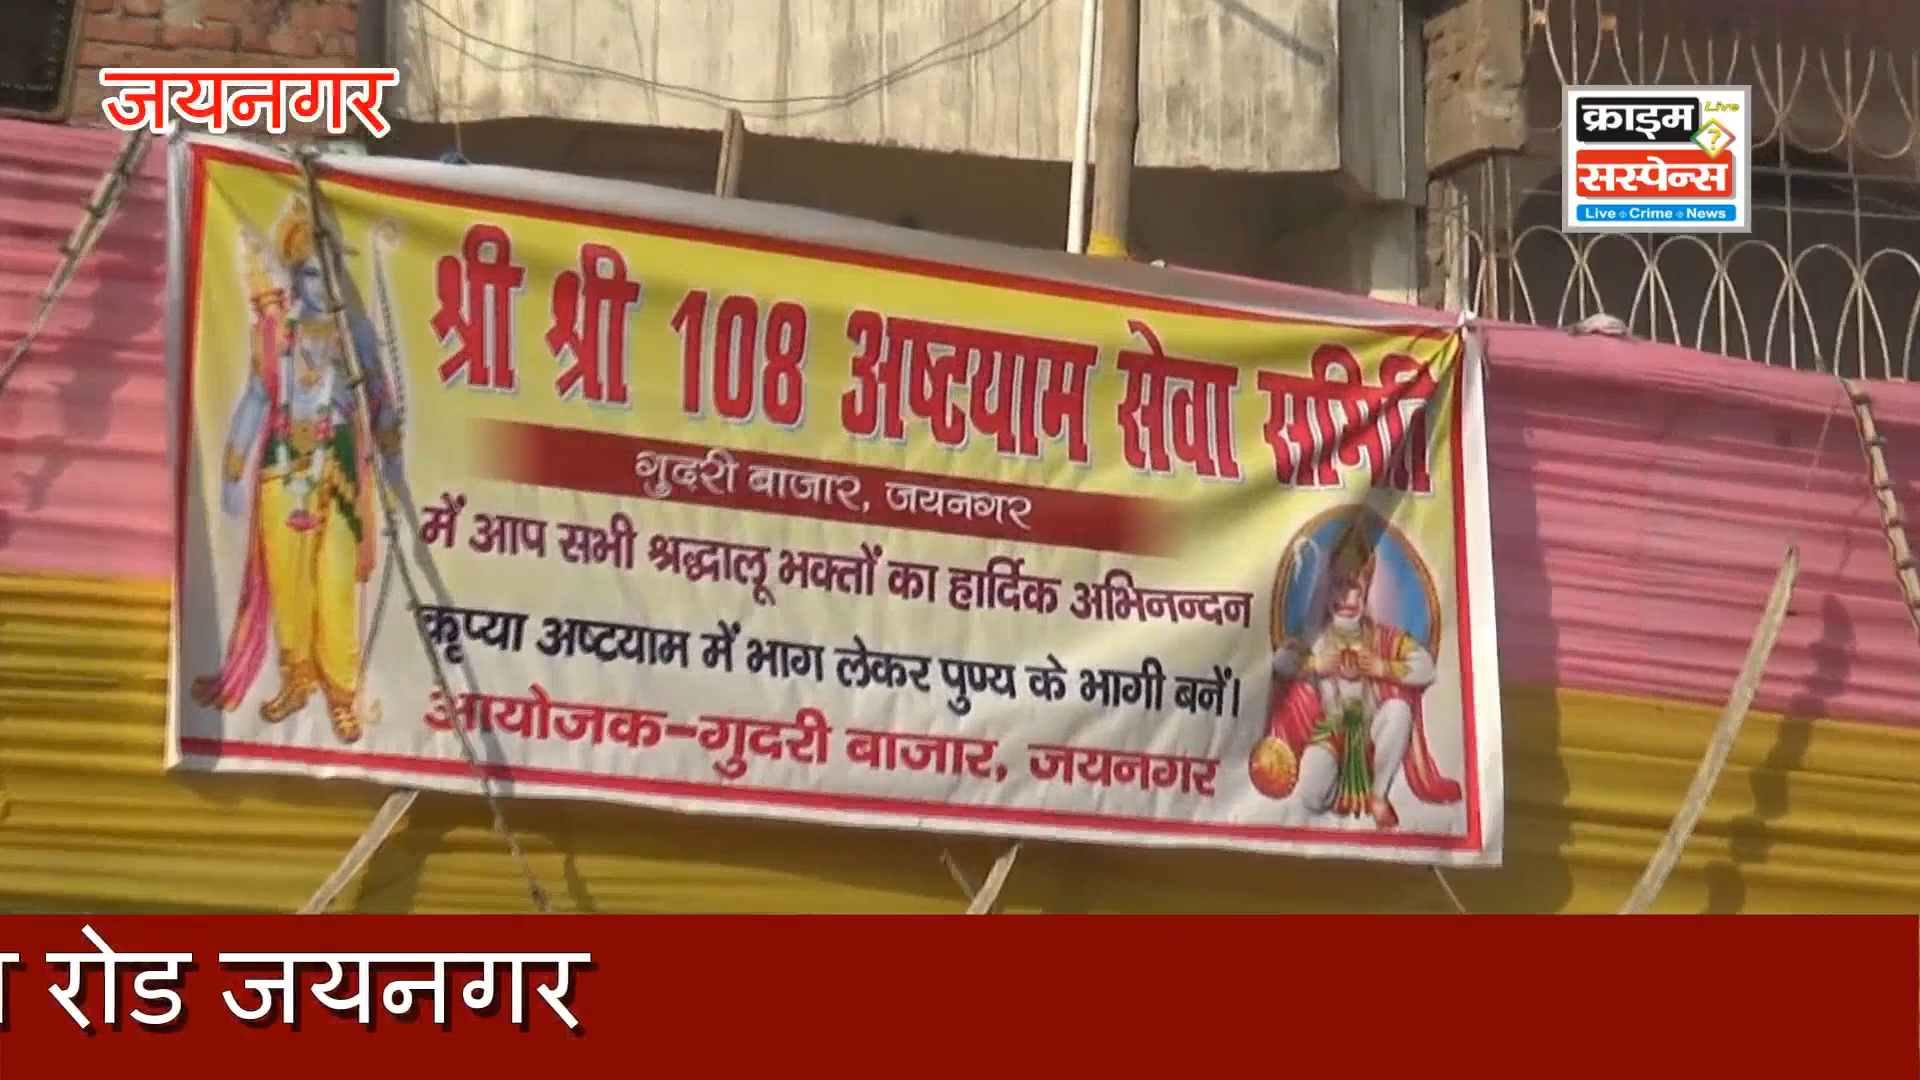 जयनगर
क्राइम Live
?
सस्पेन्स
Live Crime News
श्री श्री 108 अष्टयाम सेवा समिति
गुदरी बाजार, जयनगर
में आप सभी श्रद्धालू भक्तों का हार्दिक अभिनन्दन
कृप्या अष्टयाम में भाग लेकर पुण्य के भागी बनें।
आयोजक-गुदरी बाजार, जयनगर
रोड जयनगर